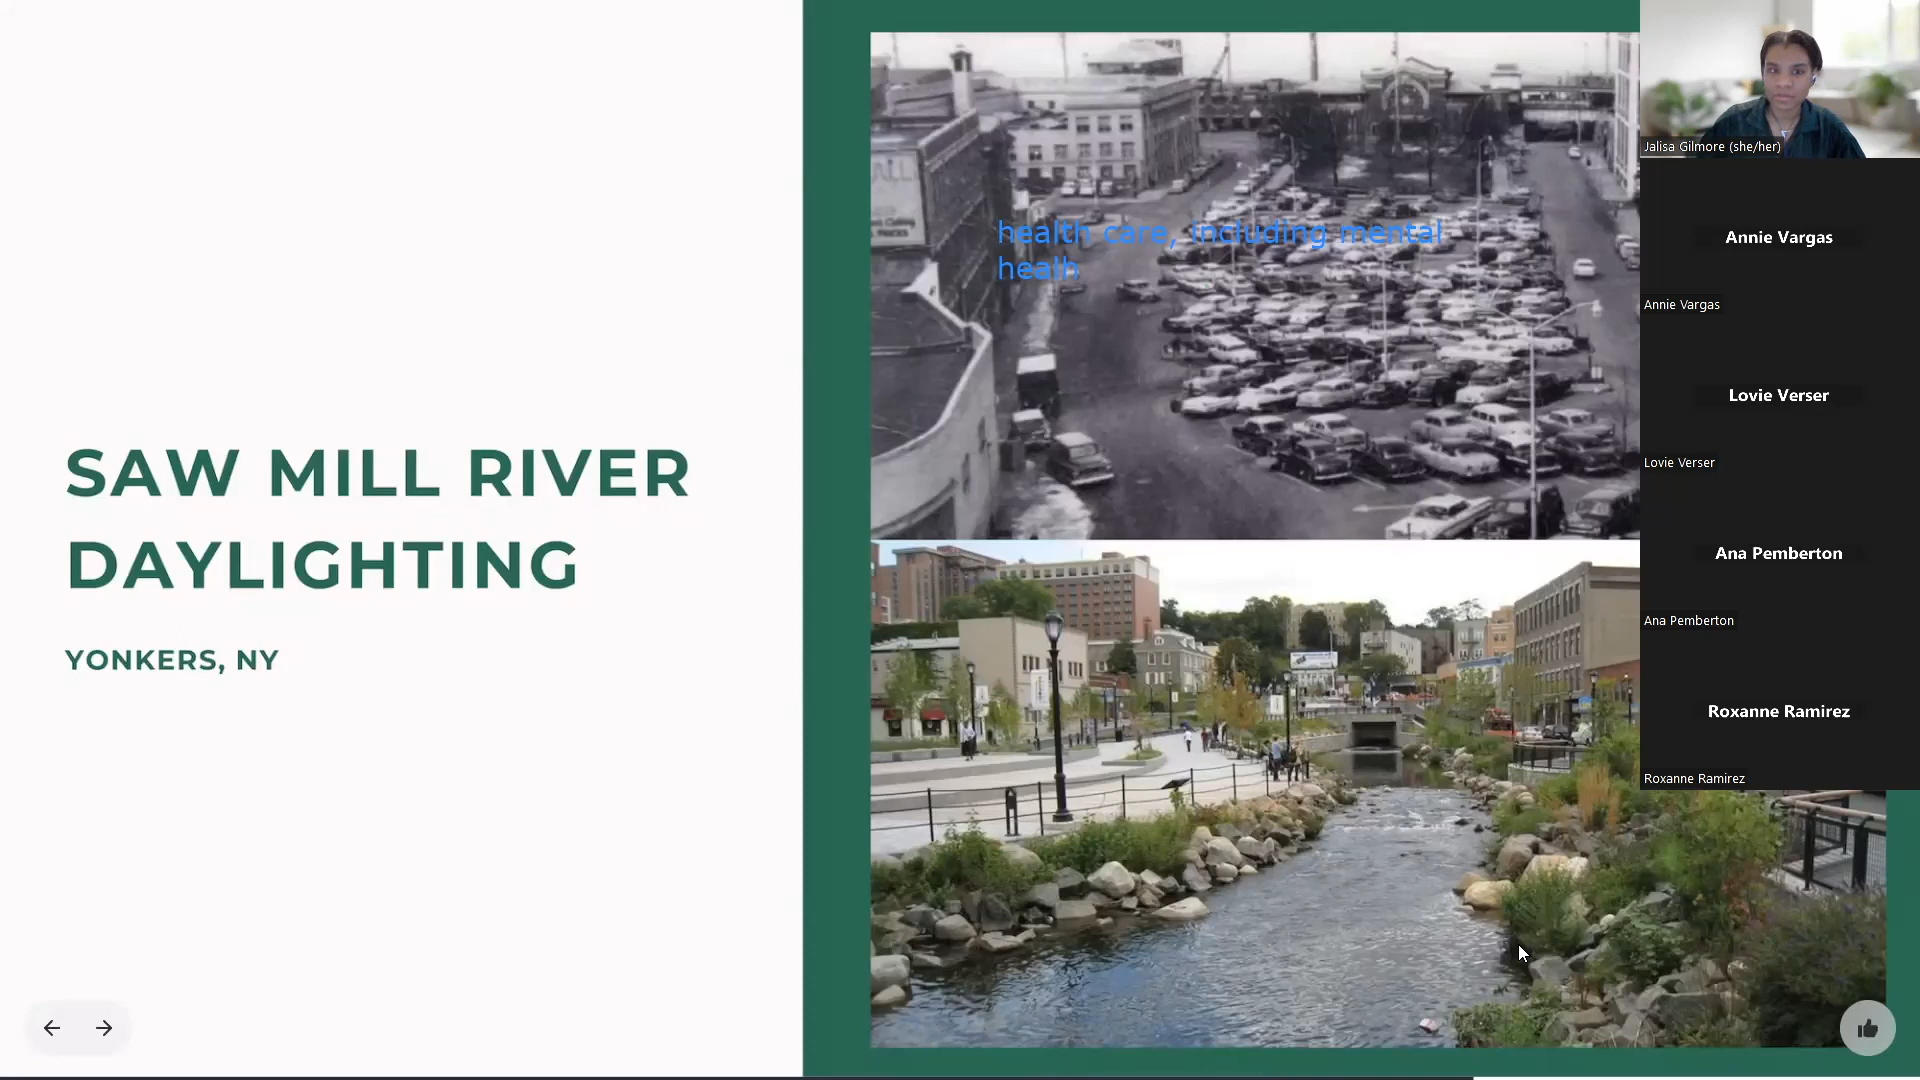 SAW MILL RIVER
DAYLIGHTING
YONKERS, NY
health care, including mental
healh
Jalisa Gilmore (she/her)
Annie Vargas
Annie Vargas
Lovie Verser
Lovie Verser
Ana Pemberton
Ana Pemberton
Roxanne Ramirez
Roxanne Ramirez